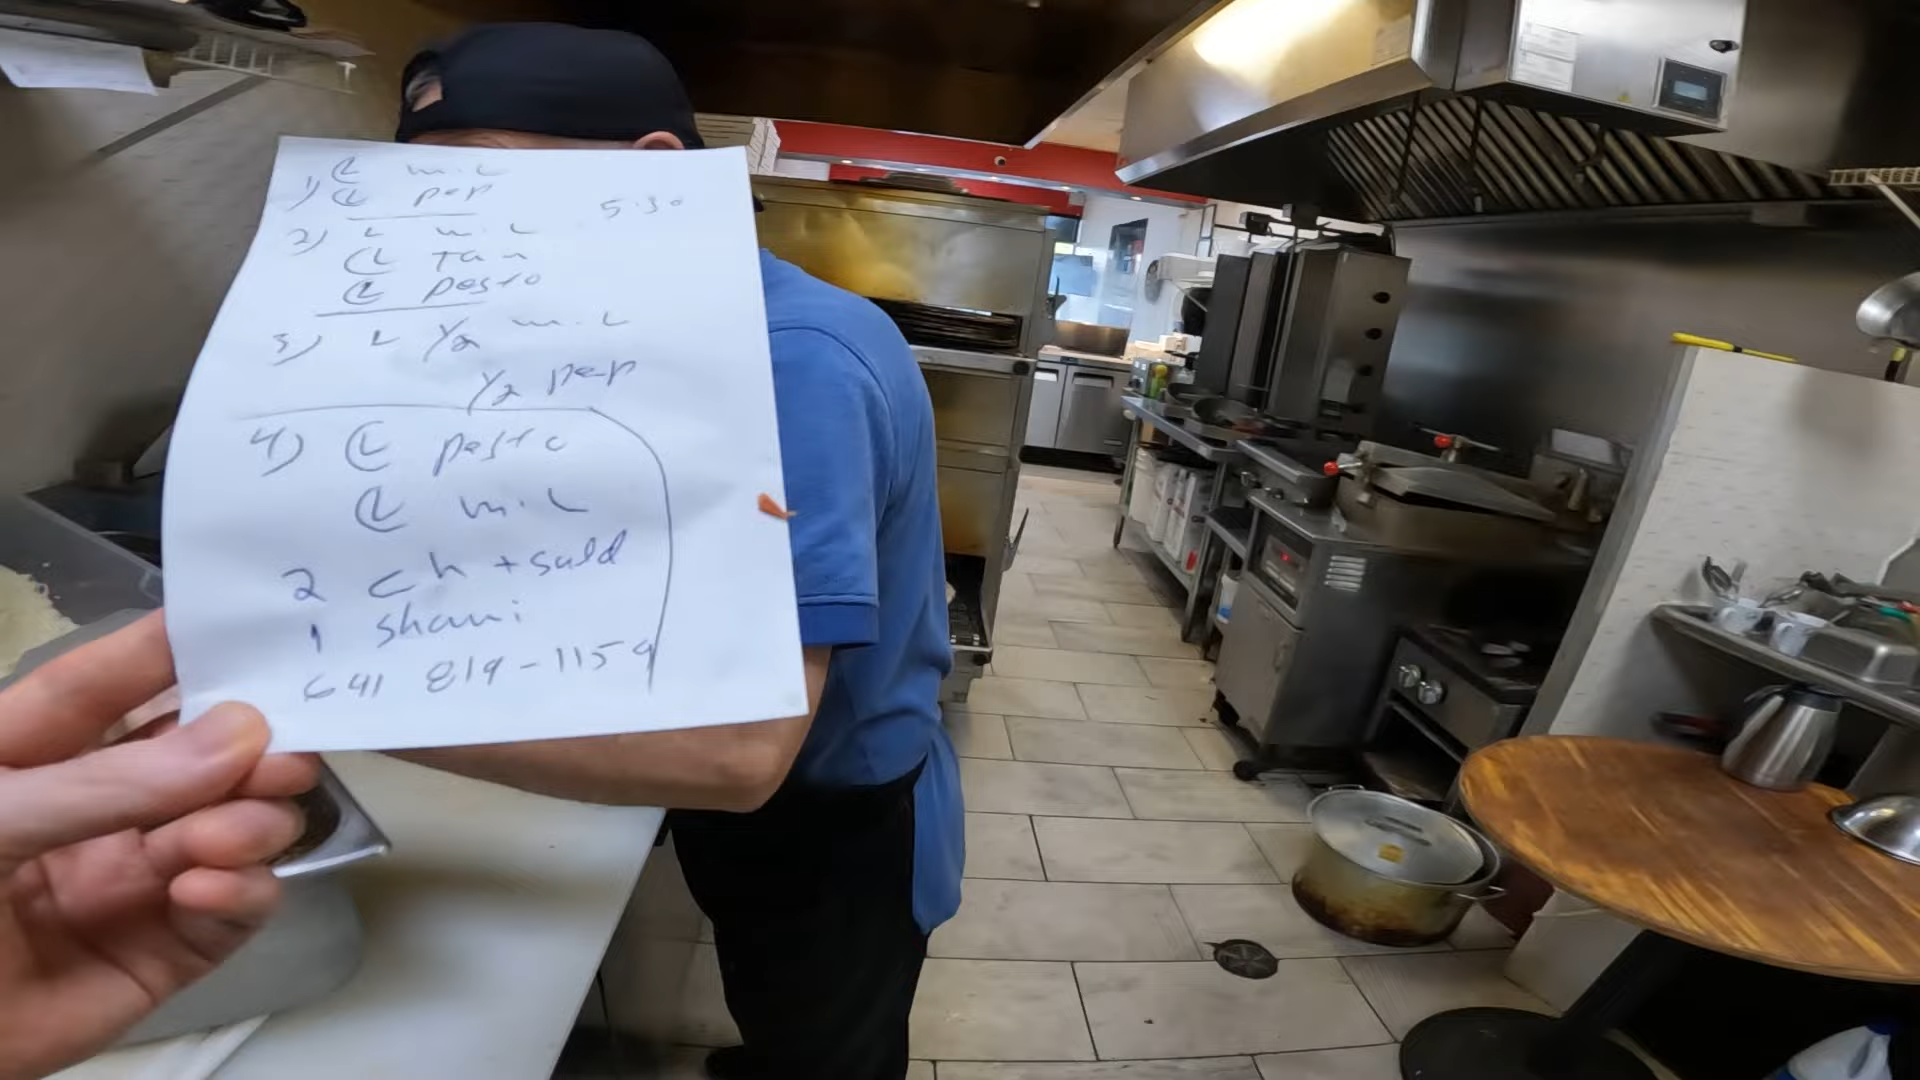 L m.L
1) L pep
5:30
2) L m.L
L Tan
L pesto
3) L 1/2 m.L
1/2 pep
4) L pesto
L m.L
2 ch + sald
1 shawi
641 819-1159